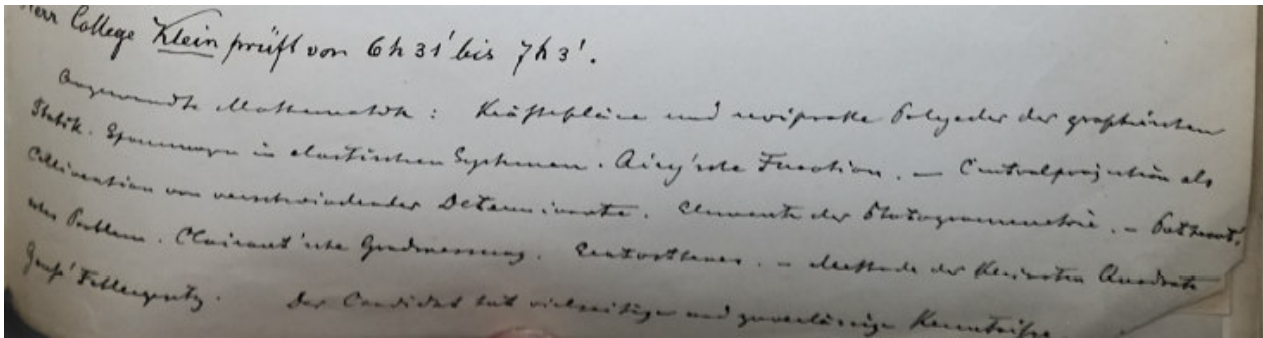 Herr College Klein prüft von 6h 31' bis 7h 3'.
Angewandte Mathematik: Kräftepläne und reciproke Polyeder der graphischen
Statik. Spannungen in elastischen Systemen. Airy'sche Function. — Centralprojection als
Collineation von verschwindender Determinante. Elemente der Photogrammetrie. — Pothenot'
sches Problem. Clairaut'sche Gradmessung. Eratosthenes. — Methode der kleinsten Quadrate
Gauß' Fehlergesetz. Der Candidat hat vielseitige und zuverlässige Kenntniße